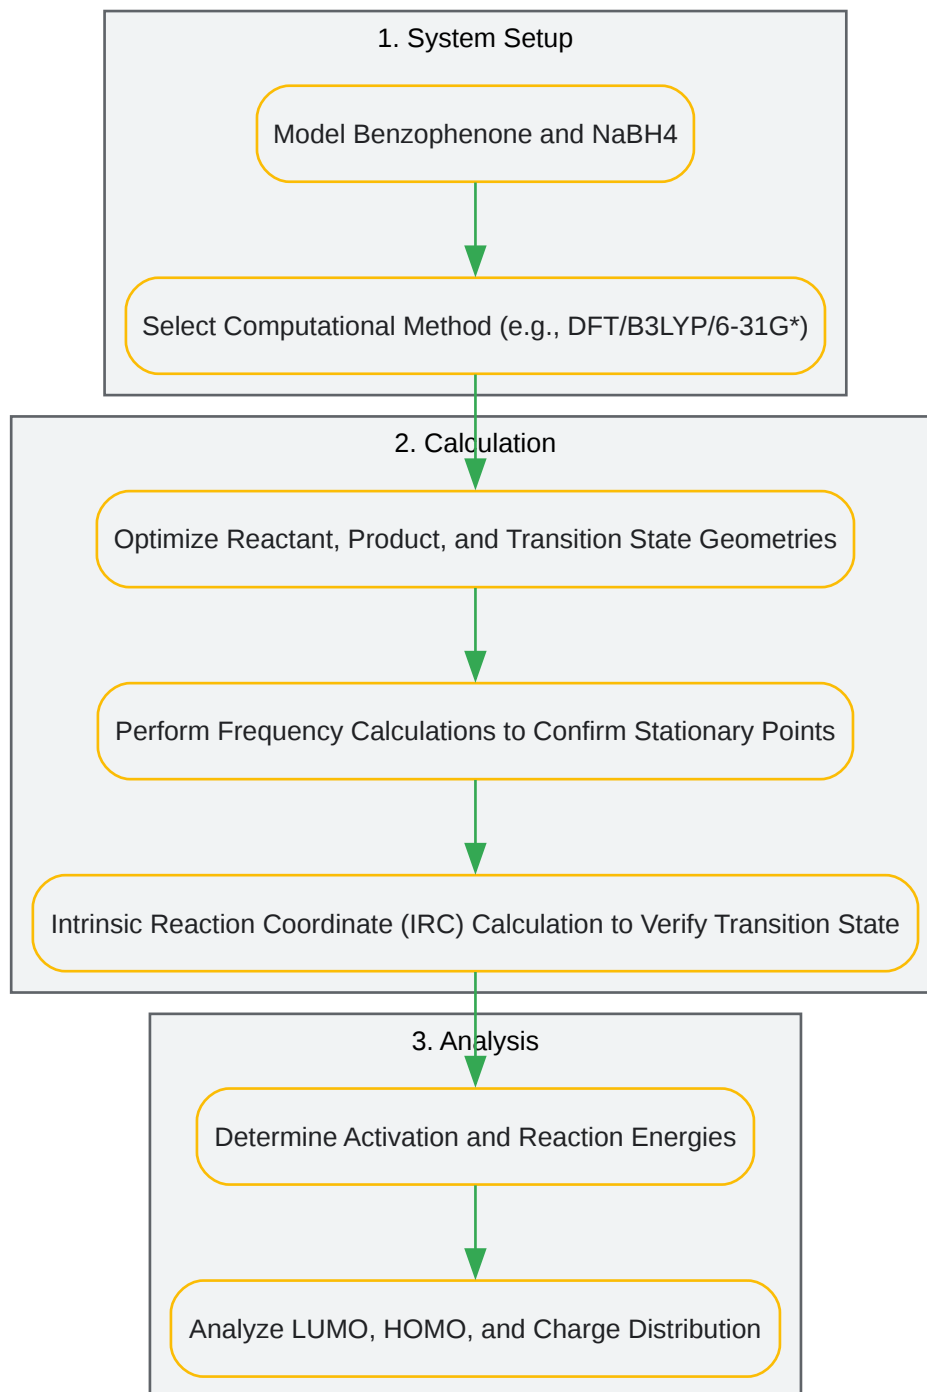 1. System Setup
Model Benzophenone and NaBH4
Select Computational Method (e.g., DFT/B3LYP/6-31G*)
2. Calculation
Optimize Reactant, Product, and Transition State Geometries
Perform Frequency Calculations to Confirm Stationary Points
Intrinsic Reaction Coordinate (IRC) Calculation to Verify Transition State
3. Analysis
Determine Activation and Reaction Energies
Analyze LUMO, HOMO, and Charge Distribution